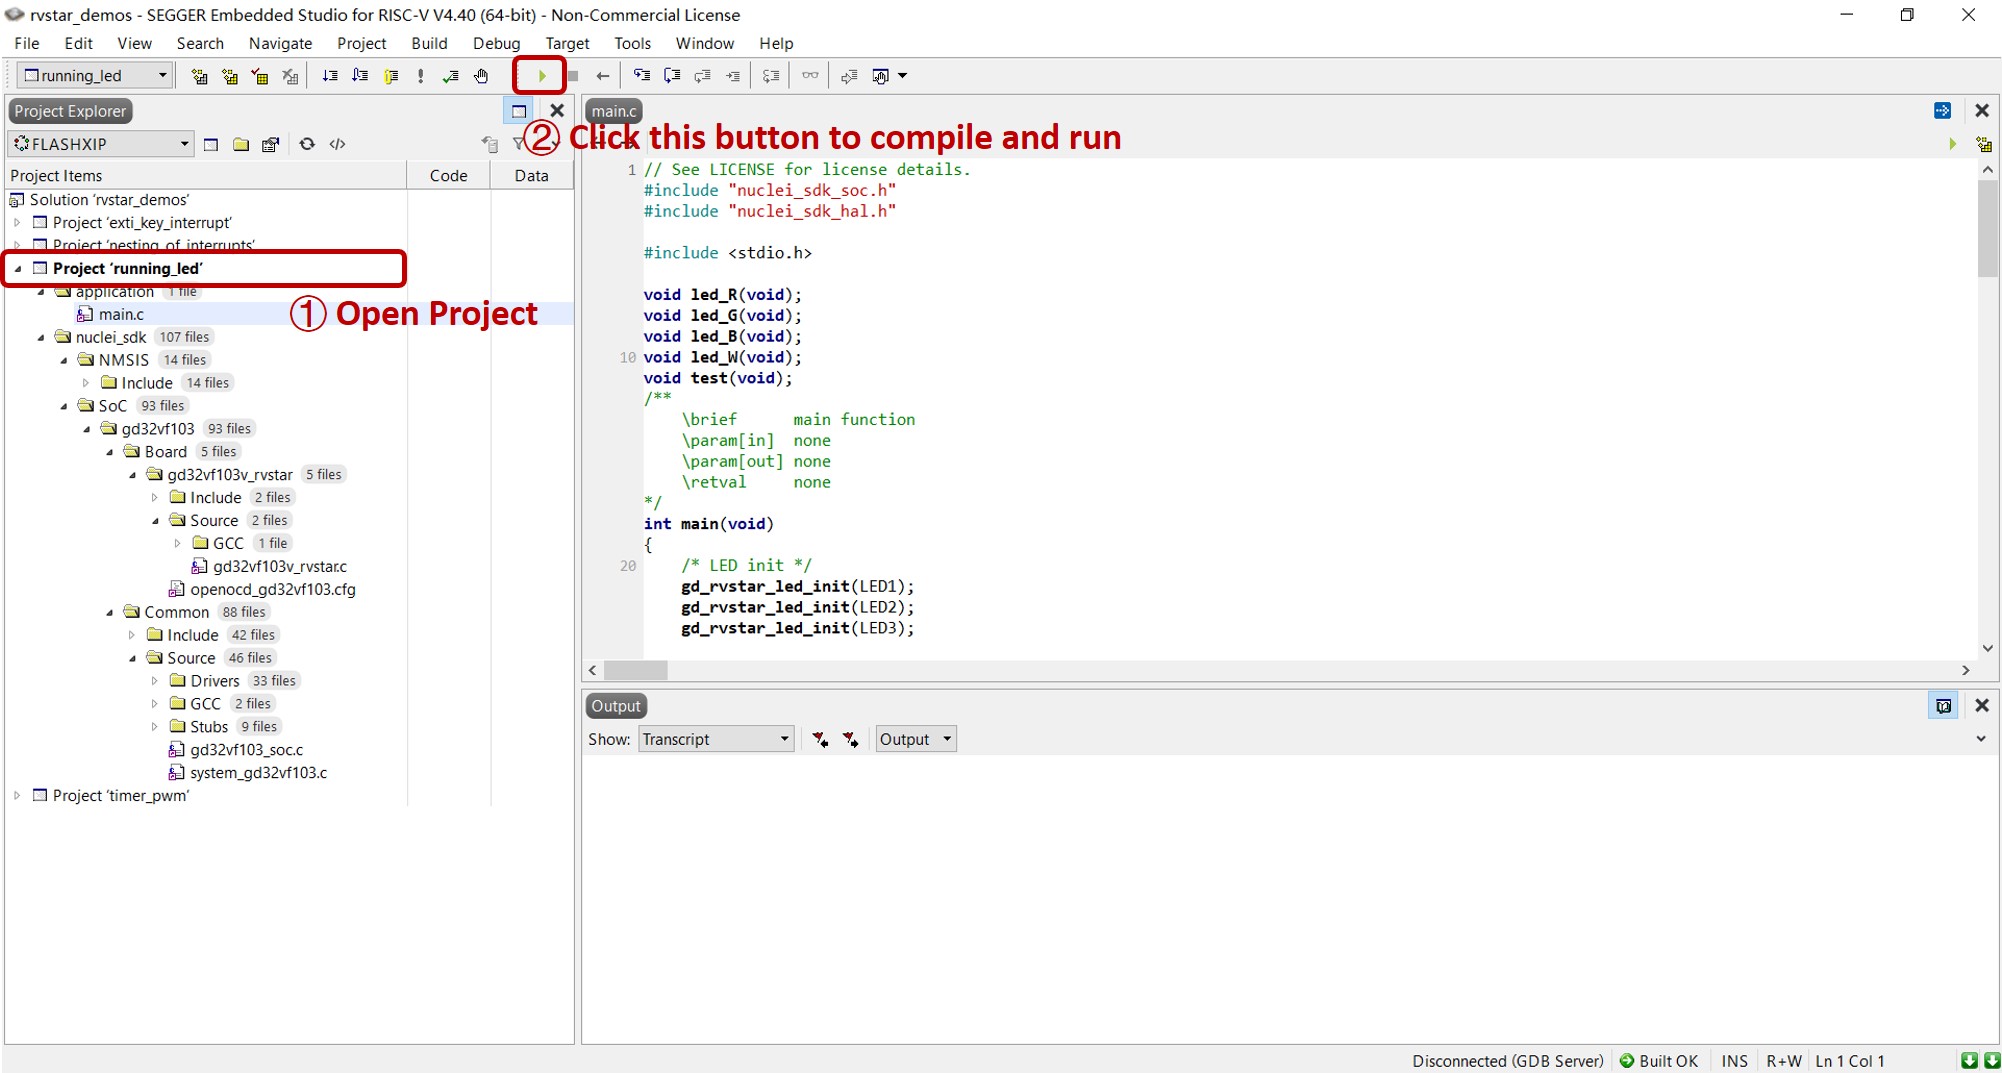 rvstar_demos - SEGGER Embedded Studio for RISC-V V4.40 (64-bit) - Non-Commercial License
File Edit View Search Navigate Project Build Debug Target Tools Window Help
running_led
Project Explorer
main.c
② Click this button to compile and run
FLASHXIP
Project Items Code Data
Solution 'rvstar_demos'
Project 'exti_key_interrupt'
Project 'nesting_of_interrupts'
Project 'running_led'
application 1 file
main.c
① Open Project
nuclei_sdk 107 files
NMSIS 14 files
Include 14 files
SoC 93 files
gd32vf103 93 files
Board 5 files
gd32vf103v_rvstar 5 files
Include 2 files
Source 2 files
GCC 1 file
gd32vf103v_rvstar.c
openocd_gd32vf103.cfg
Common 88 files
Include 42 files
Source 46 files
Drivers 33 files
GCC 2 files
Stubs 9 files
gd32vf103_soc.c
system_gd32vf103.c
Project 'timer_pwm'
1 // See LICENSE for license details.
#include "nuclei_sdk_soc.h"
#include "nuclei_sdk_hal.h"
#include <stdio.h>
void led_R(void);
void led_G(void);
void led_B(void);
10 void led_W(void);
void test(void);
/**
\brief main function
\param[in] none
\param[out] none
\retval none
*/
int main(void)
{
20 /* LED init */
gd_rvstar_led_init(LED1);
gd_rvstar_led_init(LED2);
gd_rvstar_led_init(LED3);
Output
Show: Transcript Output
Disconnected (GDB Server) Built OK INS R+W Ln 1 Col 1